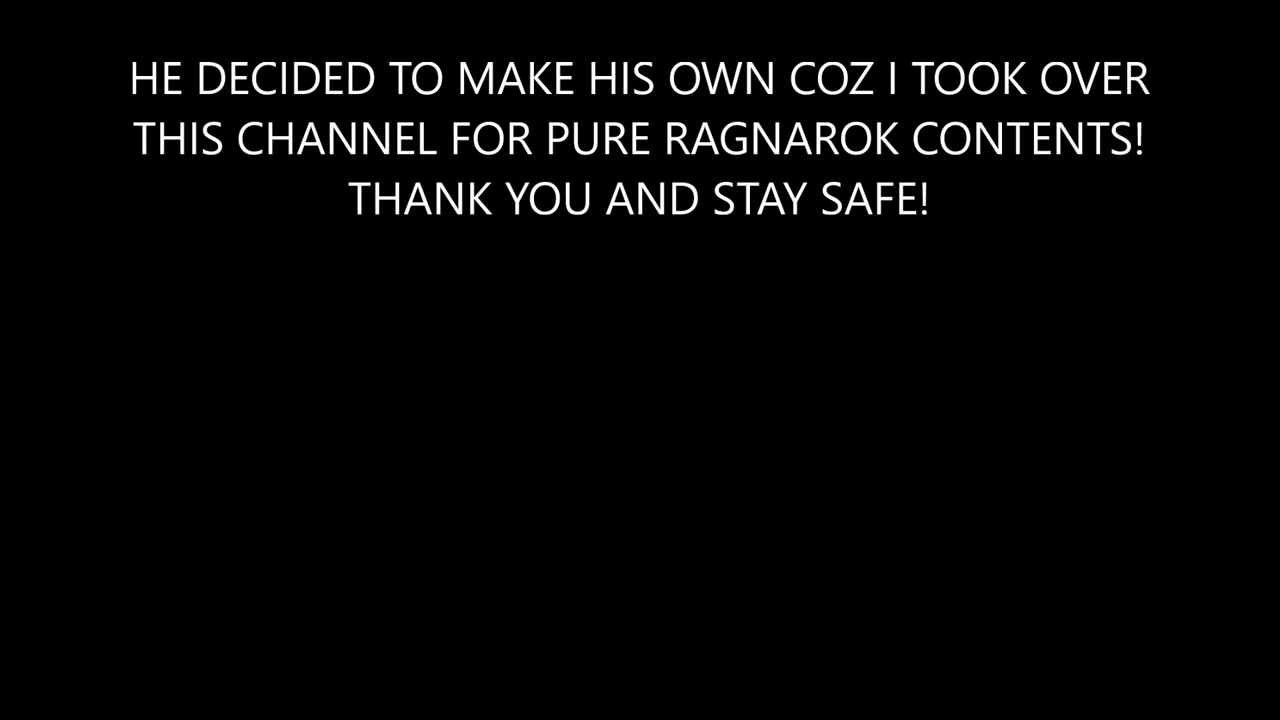 HE DECIDED TO MAKE HIS OWN COZ I TOOK OVER
THIS CHANNEL FOR PURE RAGNAROK CONTENTS!
THANK YOU AND STAY SAFE!